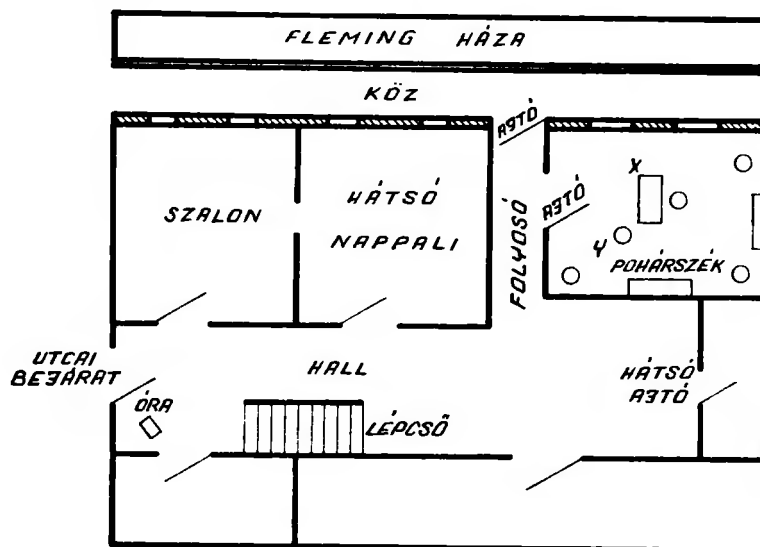 FLEMING HÁZA
KÖZ
AJTÓ
SZALON
HÁTSÓ
NAPPALI
FOLYOSÓ
AJTÓ
X
Y
POHÁRSZÉK
UTCAI
BEJÁRAT
HALL
HÁTSÓ
AJTÓ
ÓRA
LÉPCSŐ